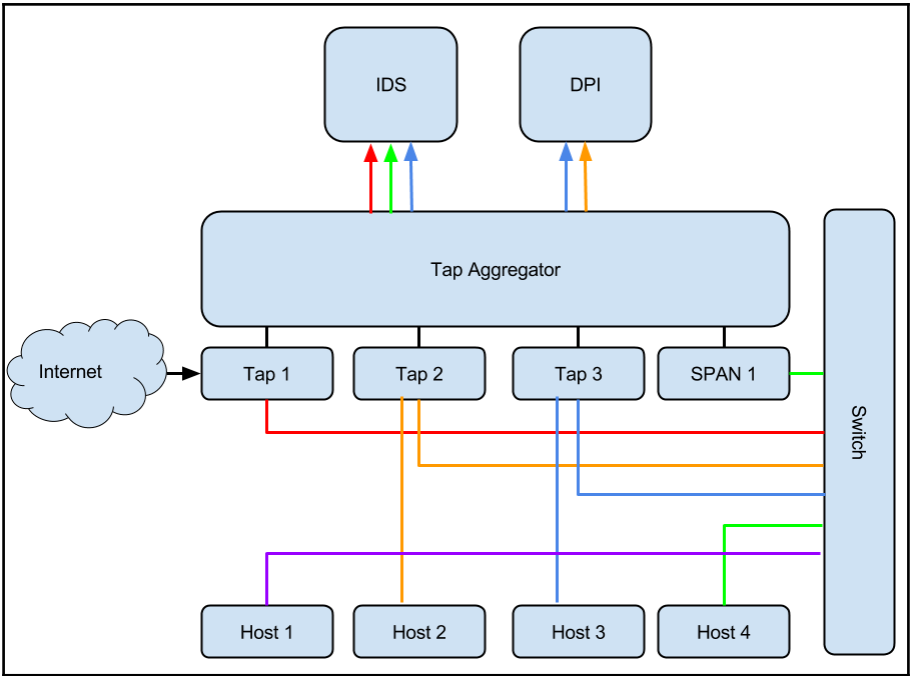 IDS
DPI
Tap Aggregator
Internet
Tap 1
Tap 2
Tap 3
SPAN 1
Switch
Host 1
Host 2
Host 3
Host 4